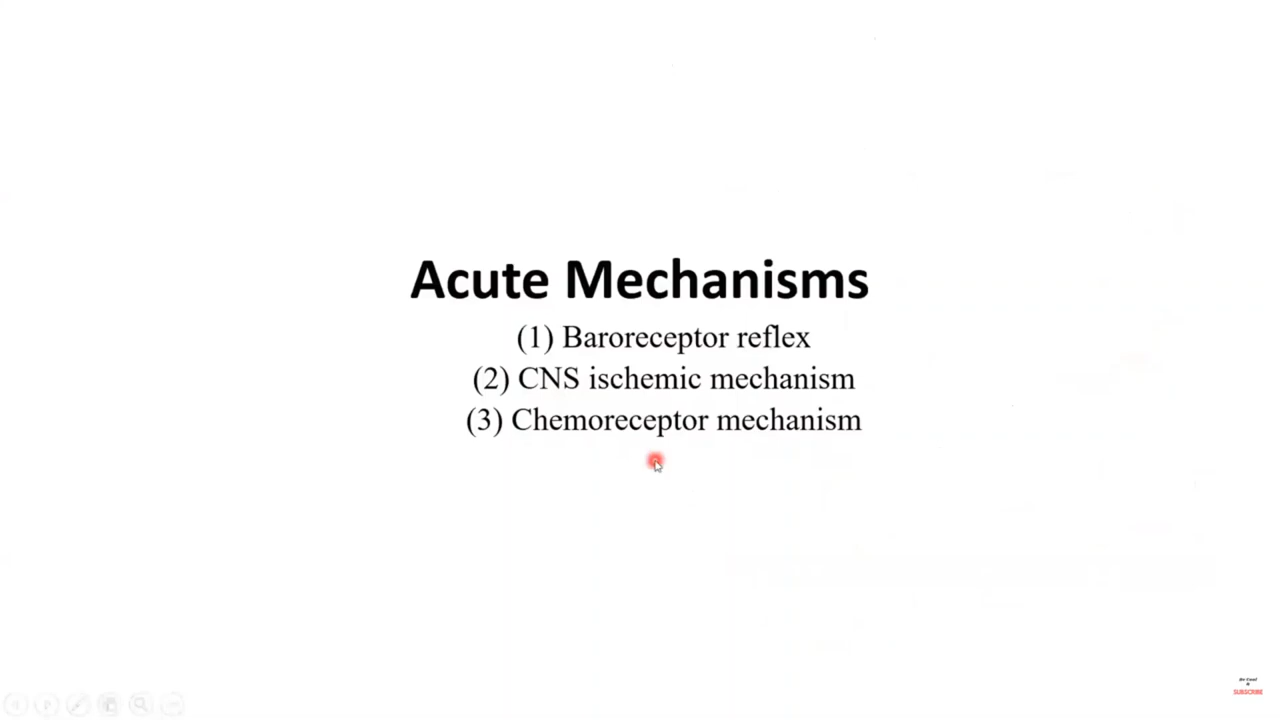 Acute Mechanisms
(1) Baroreceptor reflex
(2) CNS ischemic mechanism
(3) Chemoreceptor mechanism
SUBSCRIBE